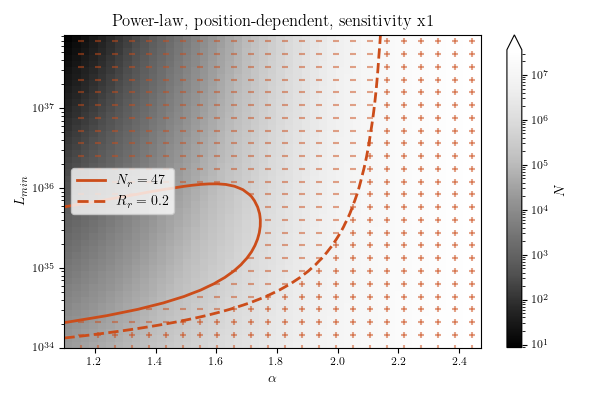 Power-law, position-dependent, sensitivity x1
10^37
10^36
10^35
10^34
L_min
N_r = 47
R_r = 0.2
1.2 1.4 1.6 1.8 2.0 2.2 2.4
α
10^7
10^6
10^5
10^4
10^3
10^2
10^1
N